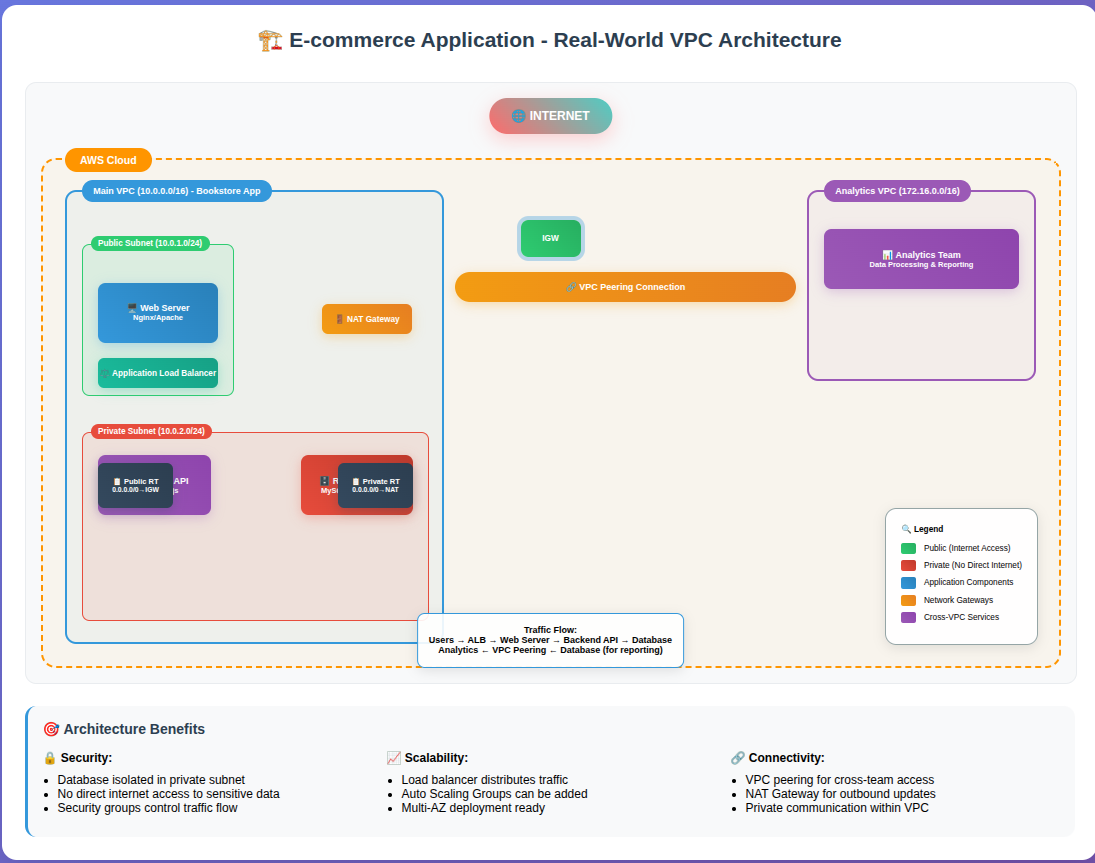 🏗️ E-commerce Application - Real-World VPC Architecture
🌐 INTERNET
AWS Cloud
Main VPC (10.0.0.0/16) - Bookstore App
Analytics VPC (172.16.0.0/16)
Public Subnet (10.0.1.0/24)
🖥️ Web Server
Nginx/Apache
⚖️ Application Load Balancer
🚪 NAT Gateway
IGW
🔗 VPC Peering Connection
📊 Analytics Team
Data Processing & Reporting
Private Subnet (10.0.2.0/24)
API
📋 Public RT
0.0.0.0/0→IGW
📋 Private RT
0.0.0.0/0→NAT
🔍 Legend
Public (Internet Access)
Private (No Direct Internet)
Application Components
Network Gateways
Cross-VPC Services
Traffic Flow:
Users → ALB → Web Server → Backend API → Database
Analytics ← VPC Peering ← Database (for reporting)
🎯 Architecture Benefits
🔒 Security:
• Database isolated in private subnet
• No direct internet access to sensitive data
• Security groups control traffic flow
📈 Scalability:
• Load balancer distributes traffic
• Auto Scaling Groups can be added
• Multi-AZ deployment ready
🔗 Connectivity:
• VPC peering for cross-team access
• NAT Gateway for outbound updates
• Private communication within VPC